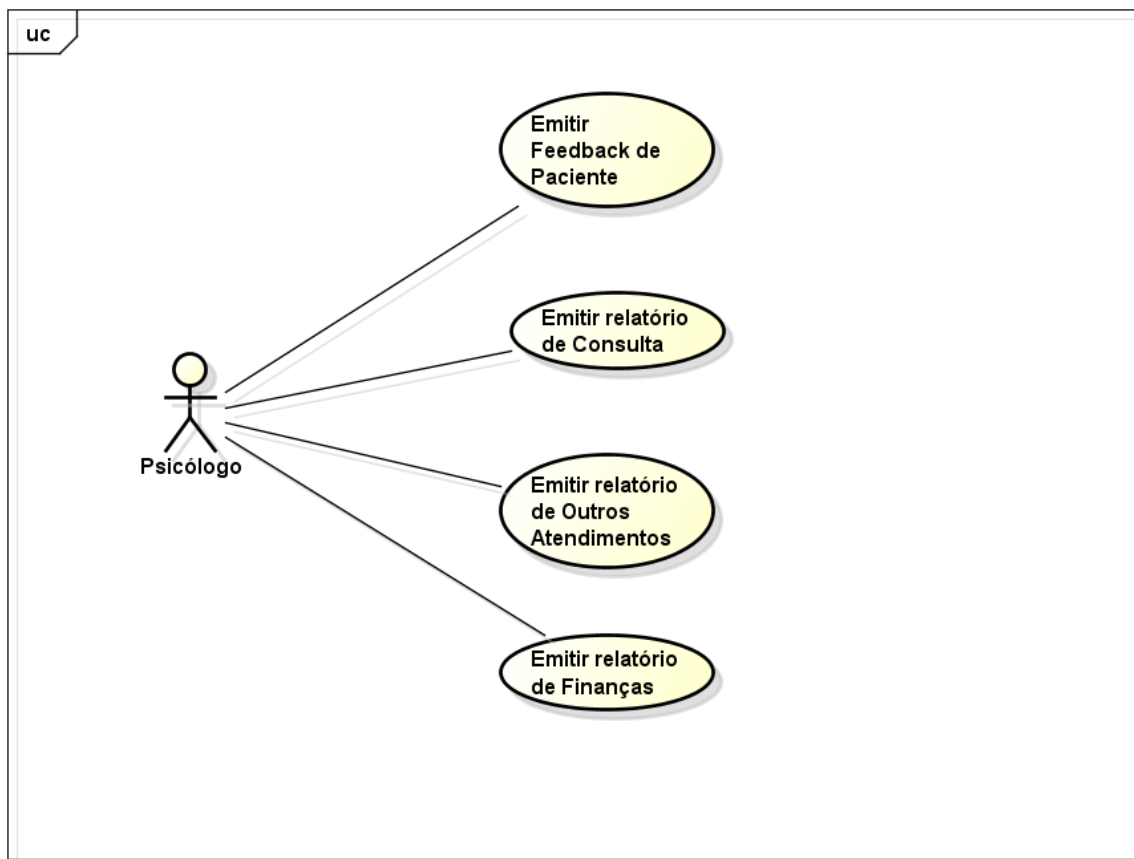 uc
Emitir
Feedback de
Paciente
Emitir relatório
de Consulta
Psicólogo
Emitir relatório
de Outros
Atendimentos
Emitir relatório
de Finanças